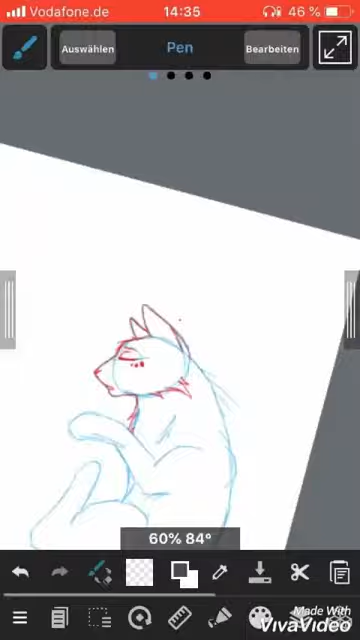 Vodafone.de 14:35 46 %
Auswählen Pen Bearbeiten
60% 84°
Made With
VivaVideo